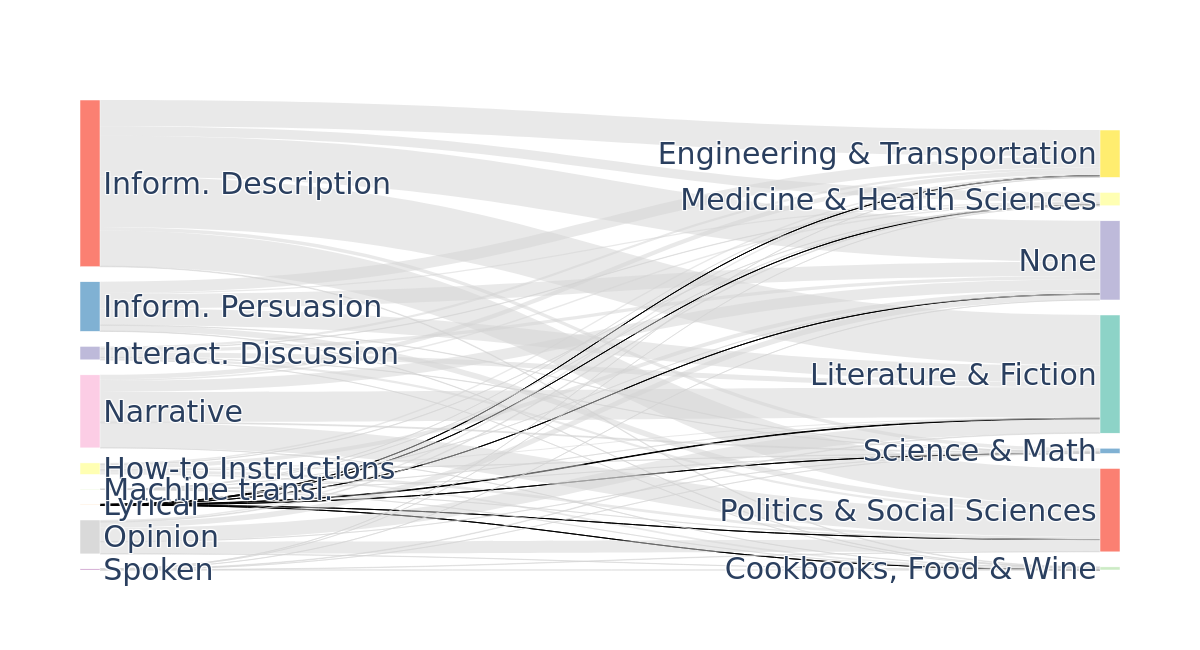 Inform. Description
Inform. Persuasion
Interact. Discussion
Narrative
How-to Instructions
Machine transl.
Lyrical
Opinion
Spoken
Engineering & Transportation
Medicine & Health Sciences
None
Literature & Fiction
Science & Math
Politics & Social Sciences
Cookbooks, Food & Wine